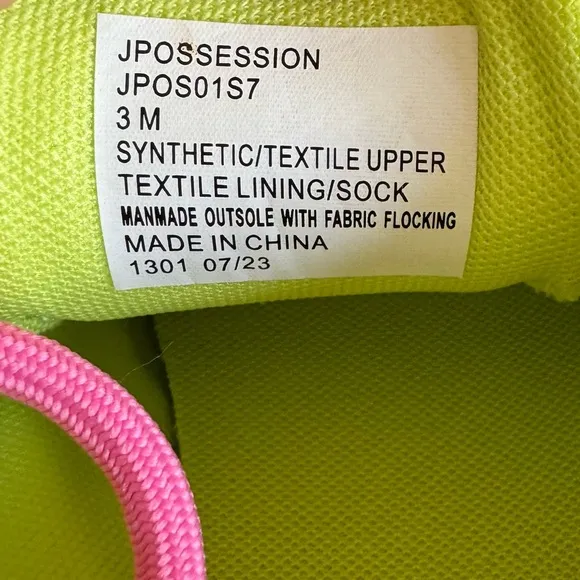 JPOSSESSION
JPOS01S7
3 M
SYNTHETIC/TEXTILE UPPER
TEXTILE LINING/SOCK
MANMADE OUTSOLE WITH FABRIC FLOCKING
MADE IN CHINA
1301 07/23